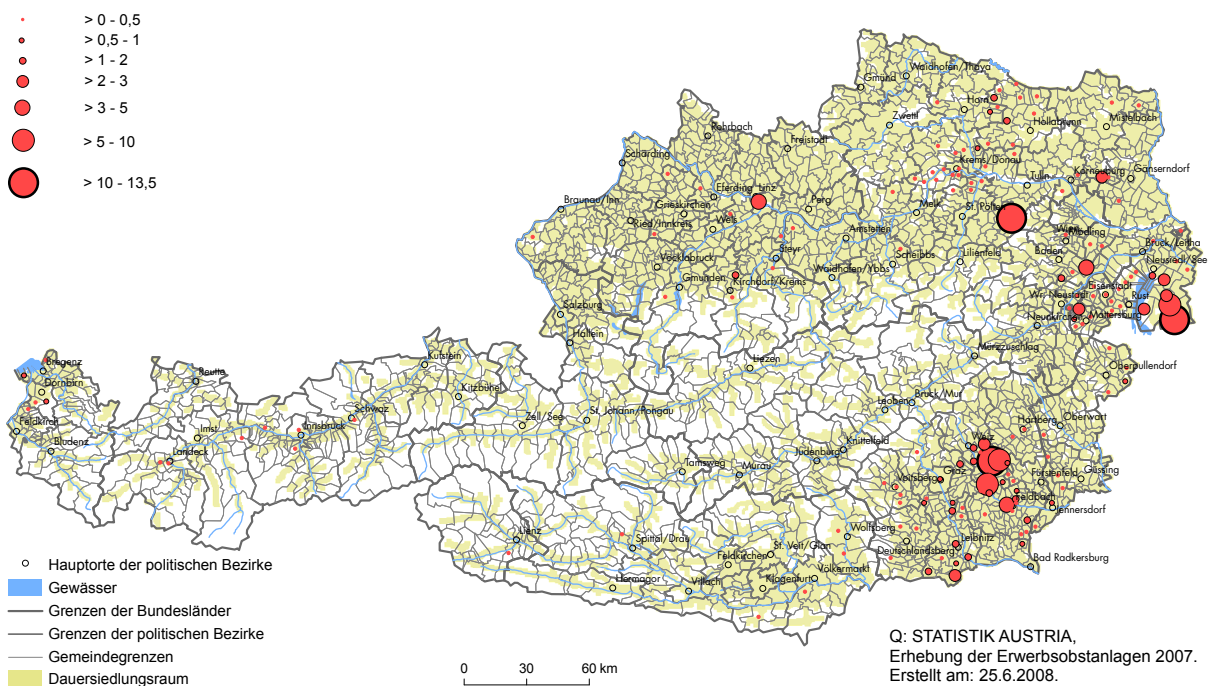 > 0 - 0,5
> 0,5 - 1
> 1 - 2
> 2 - 3
> 3 - 5
> 5 - 10
> 10 - 13,5
Waidhofen/Thaya
Gmünd
Horn
Zwettl
Hollabrunn
Mistelbach
Rohrbach
Freistadt
Schärding
Krems/Donau
Korneuburg
Gänserndorf
Tulln
Eferding
Linz
Braunau/Inn
Grieskirchen
Perg
Melk
St. Pölten
Ried/Innkreis
Wels
Wien
Mödling
Amstetten
Baden
Bruck/Leitha
Steyr
Scheibbs
Lilienfeld
Neusiedl/See
Vöcklabruck
Waidhofen/Ybbs
Gmunden
Kirchdorf/Krems
Eisenstadt
Wr. Neustadt
Rust
Salzburg
Neunkirchen
Mattersburg
Hallein
Mürzzuschlag
Bregenz
Kufstein
Liezen
Oberpullendorf
Reutte
Dornbirn
Kitzbühel
Leoben
Bruck/Mur
Schwaz
Zell/See
St. Johann/Pongau
Hartberg
Oberwart
Feldkirch
Imst
Innsbruck
Weiz
Bludenz
Knittelfeld
Judenburg
Landeck
Tamsweg
Murau
Graz
Voitsberg
Fürstenfeld
Güssing
Feldbach
Jennersdorf
Wolfsberg
Lienz
Leibnitz
Spittal/Drau
St. Veit/Glan
Deutschlandsberg
Feldkirchen
Bad Radkersburg
Völkermarkt
Hermagor
Villach
Klagenfurt
Hauptorte der politischen Bezirke
Gewässer
Grenzen der Bundesländer
Grenzen der politischen Bezirke
Gemeindegrenzen
Dauersiedlungsraum
0 30 60 km
Q: STATISTIK AUSTRIA,
Erhebung der Erwerbsobstanlagen 2007.
Erstellt am: 25.6.2008.